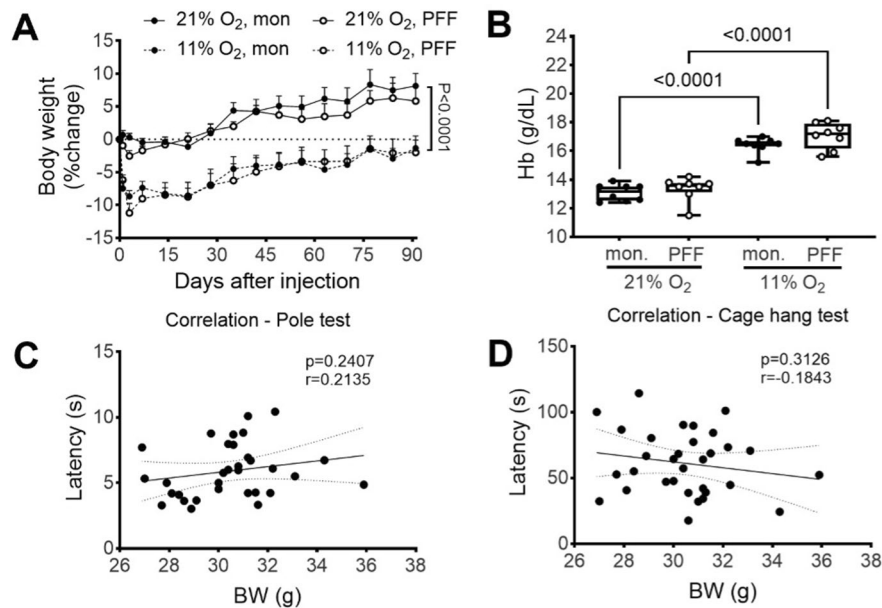 A
21% O2, mon
21% O2, PFF
11% O2, mon
11% O2, PFF
Body weight
(%change)
10
5
0
-5
-10
-15
P<0.0001
0 15 30 45 60 75 90
Days after injection
B
<0.0001
<0.0001
Hb (g/dL)
24
22
20
18
16
14
12
10
mon. PFF mon. PFF
21% O2 11% O2
C
Correlation - Pole test
p=0.2407
r=0.2135
Latency (s)
15
10
5
0
26 28 30 32 34 36 38
BW (g)
D
Correlation - Cage hang test
p=0.3126
r=-0.1843
Latency (s)
150
100
50
0
26 28 30 32 34 36 38
BW (g)